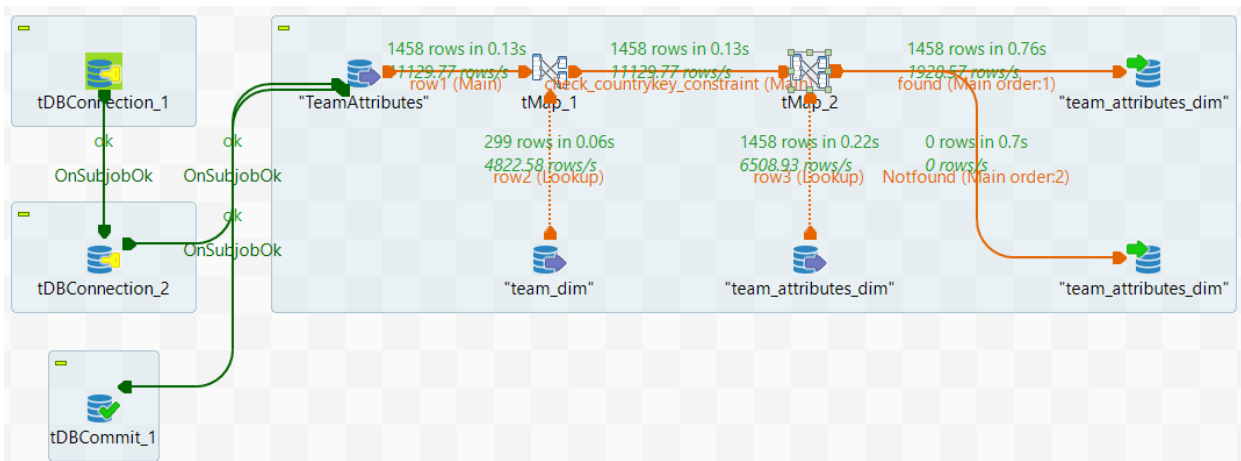 tDBConnection_1
ok
OnSubjobOk
tDBConnection_2
ok
OnSubjobOk
ok
OnSubjobOk
tDBCommit_1
"TeamAttributes"
1458 rows in 0.13s
11129.77 rows/s
row1 (Main)
tMap_1
1458 rows in 0.13s
11129.77 rows/s
check_countrykey_constraint (Main)
tMap_2
1458 rows in 0.76s
1928.57 rows/s
found (Main order:1)
"team_attributes_dim"
299 rows in 0.06s
4822.58 rows/s
row2 (Lookup)
1458 rows in 0.22s
6508.93 rows/s
row3 (Lookup)
0 rows in 0.7s
0 rows/s
Notfound (Main order:2)
"team_dim"
"team_attributes_dim"
"team_attributes_dim"